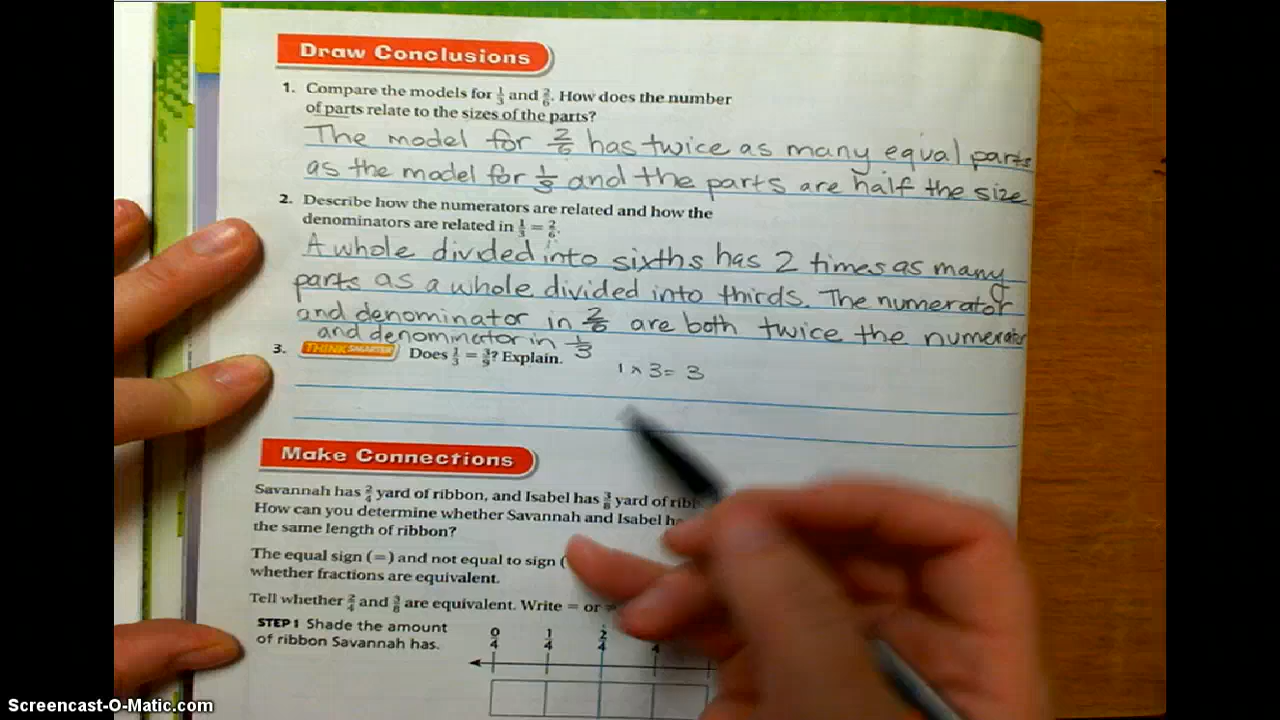 Draw Conclusions
1. Compare the models for 1/3 and 2/6. How does the number
of parts relate to the sizes of the parts?
The model for 2/6 has twice as many equal parts
as the model for 1/3 and the parts are half the size
2. Describe how the numerators are related and how the
denominators are related in 1/3 = 2/6.
A whole divided into sixths has 2 times as many
parts as a whole divided into thirds. The numerator
and denominator in 2/6 are both twice the numerator
and denominator in 1/3
3. THINK SMARTER Does 1/3 = 3/9? Explain.
1 × 3 = 3
Make Connections
Savannah has 2/4 yard of ribbon, and Isabel has 3/8 yard of
How can you determine whether Savannah and Isabel
the same length of ribbon?
The equal sign (=) and not equal to sign (
whether fractions are equivalent.
Tell whether 2/4 and 3/8 are equivalent. Write = or ≠
STEP 1 Shade the amount
of ribbon Savannah has.
0/4 1/4 2/4 4
Screencast-O-Matic.com